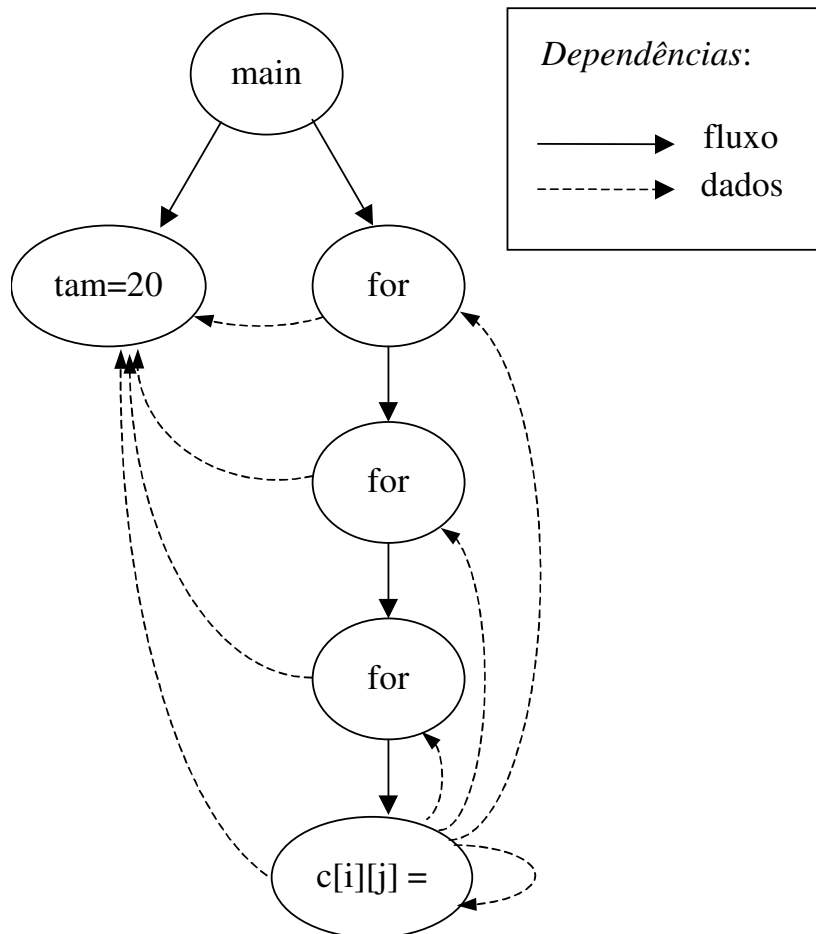 main
Dependências:
fluxo
dados
tam=20
for
for
for
c[i][j] =